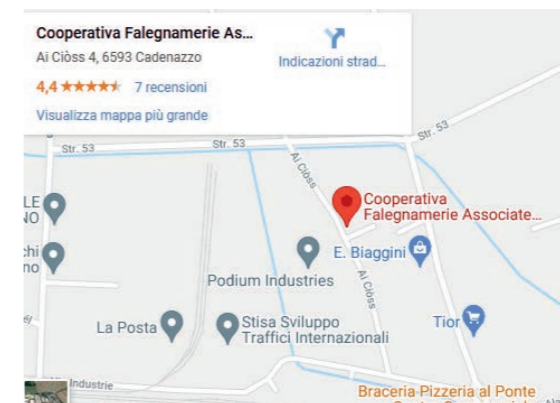 Cooperativa Falegnamerie As...
Ai Ciòss 4, 6593 Cadenazzo
4,4
7 recensioni
Visualizza mappa più grande
Indicazioni strad...
Str. 53
Str. 53
Str. 53
Ai Ciòss
Cooperativa
Falegnamerie Associate...
E. Biaggini
Podium Industries
Ai Ciòss
La Posta
Stisa Sviluppo
Traffici Internazionali
Tior
Industrie
Braceria Pizzeria al Ponte